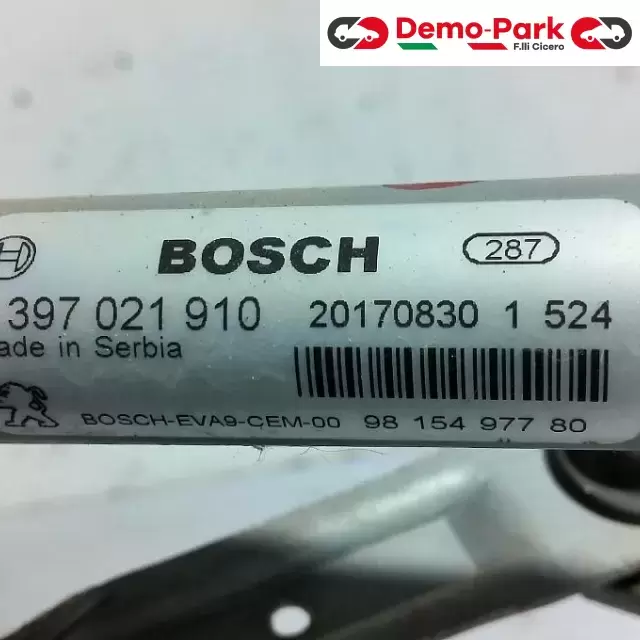 Demo-Park
F.lli Cicero
BOSCH 287
397 021 910 20170830 1 524
ade in Serbia
BOSCH-EVA9-CEM-00 98 154 977 80